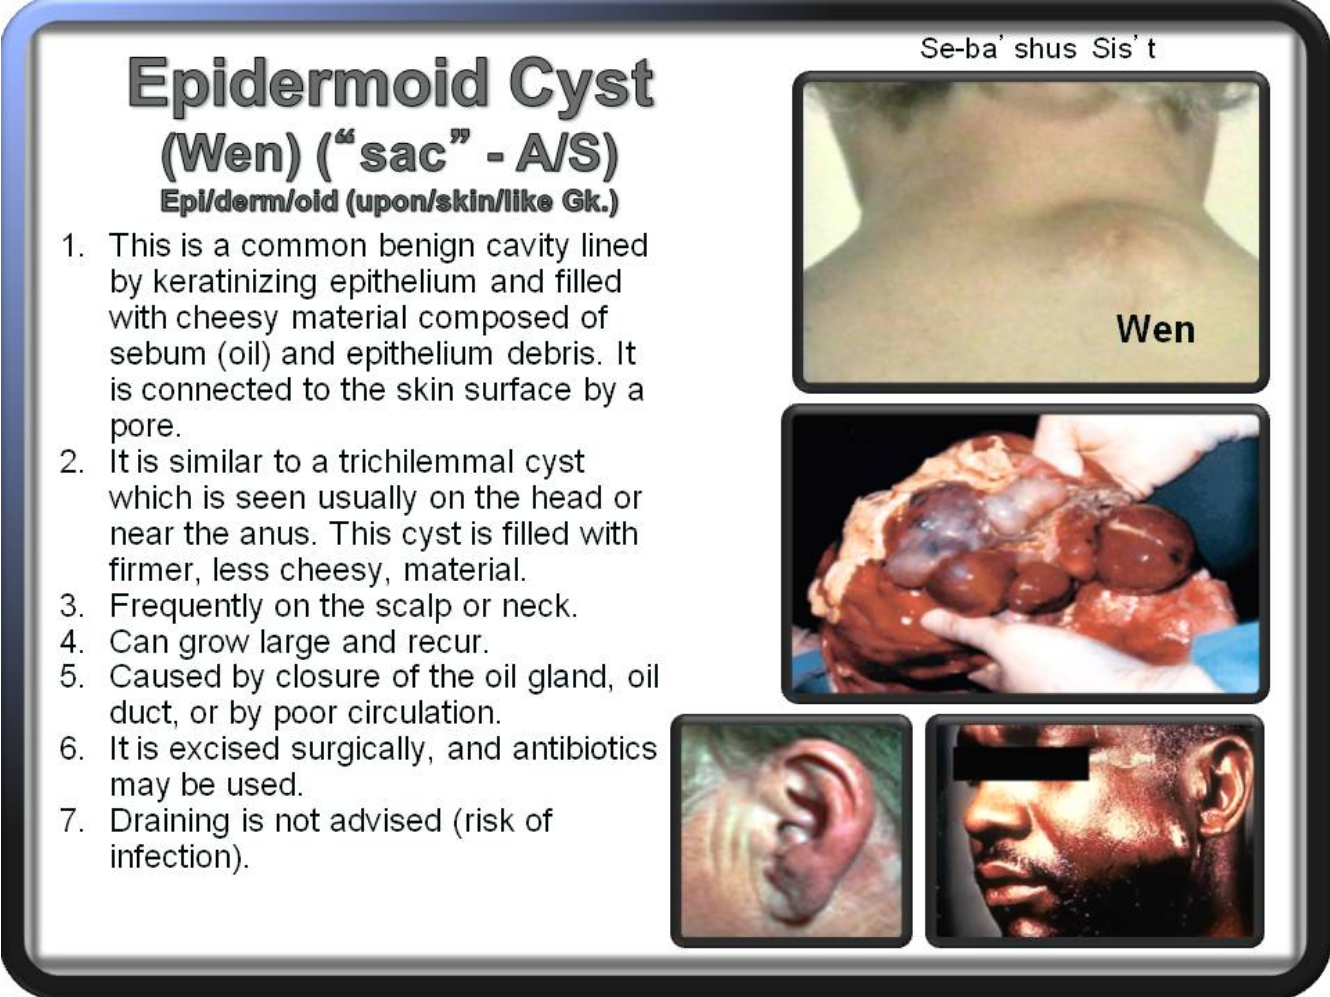 Se-ba’ shus Sis’ t
Epidermoid Cyst
(Wen) (“sac” - A/S)
Epi/derm/oid (upon/skin/like Gk.)
1. This is a common benign cavity lined
by keratinizing epithelium and filled
with cheesy material composed of
sebum (oil) and epithelium debris. It
is connected to the skin surface by a
pore.
2. It is similar to a trichilemmal cyst
which is seen usually on the head or
near the anus. This cyst is filled with
firmer, less cheesy, material.
3. Frequently on the scalp or neck.
4. Can grow large and recur.
5. Caused by closure of the oil gland, oil
duct, or by poor circulation.
6. It is excised surgically, and antibiotics
may be used.
7. Draining is not advised (risk of
infection).
Wen